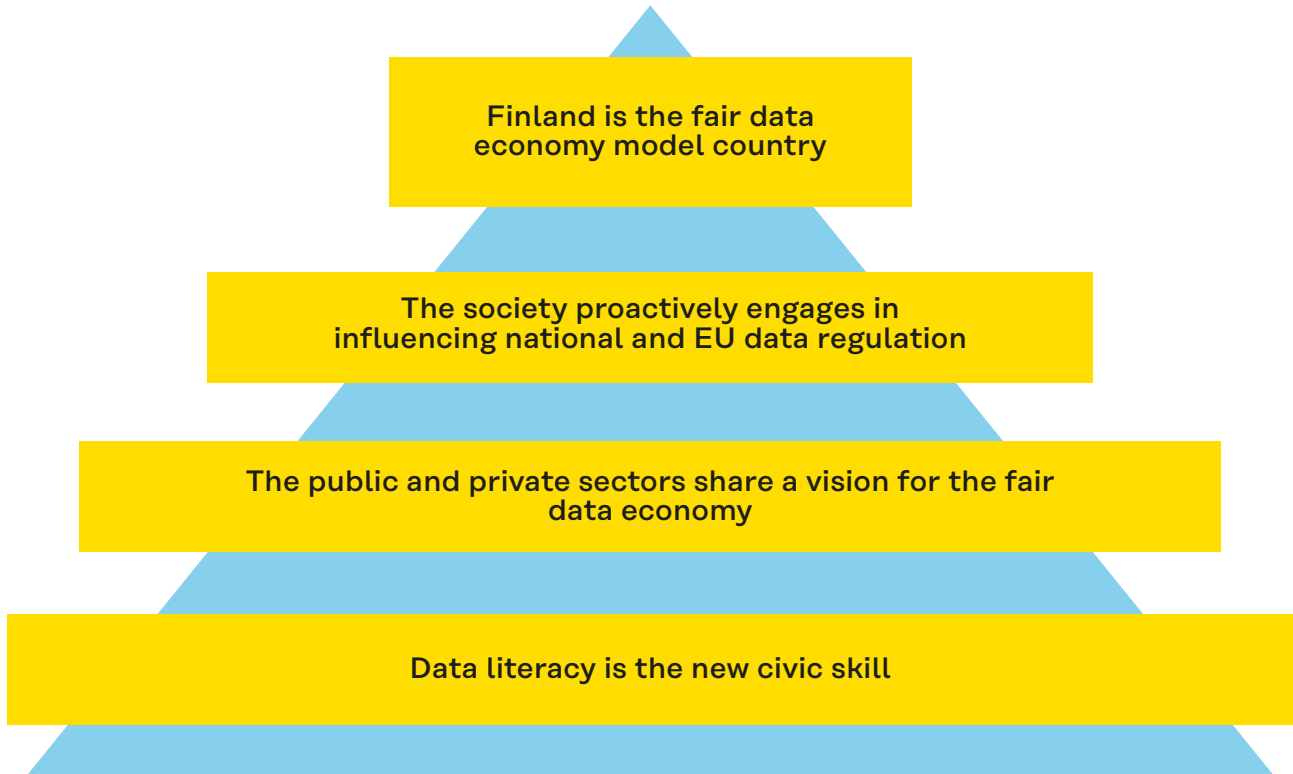 Finland is the fair data
economy model country
The society proactively engages in
influencing national and EU data regulation
The public and private sectors share a vision for the fair
data economy
Data literacy is the new civic skill